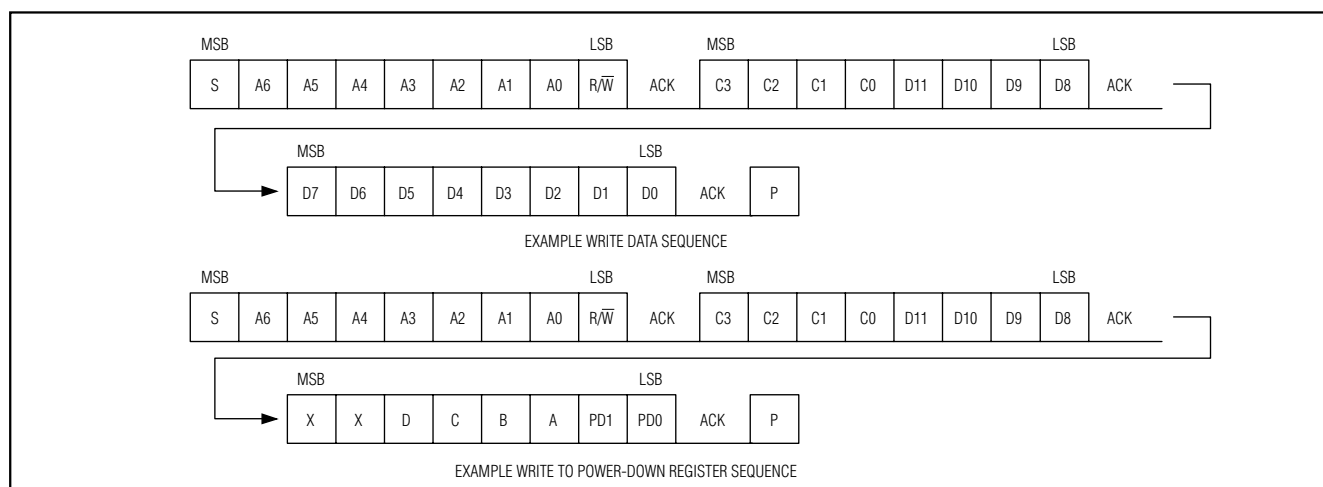 MSB LSB MSB LSB
S A6 A5 A4 A3 A2 A1 A0 R/W̅ ACK C3 C2 C1 C0 D11 D10 D9 D8 ACK
MSB LSB
D7 D6 D5 D4 D3 D2 D1 D0 ACK P
EXAMPLE WRITE DATA SEQUENCE
MSB LSB MSB LSB
S A6 A5 A4 A3 A2 A1 A0 R/W̅ ACK C3 C2 C1 C0 D11 D10 D9 D8 ACK
MSB LSB
X X D C B A PD1 PD0 ACK P
EXAMPLE WRITE TO POWER-DOWN REGISTER SEQUENCE